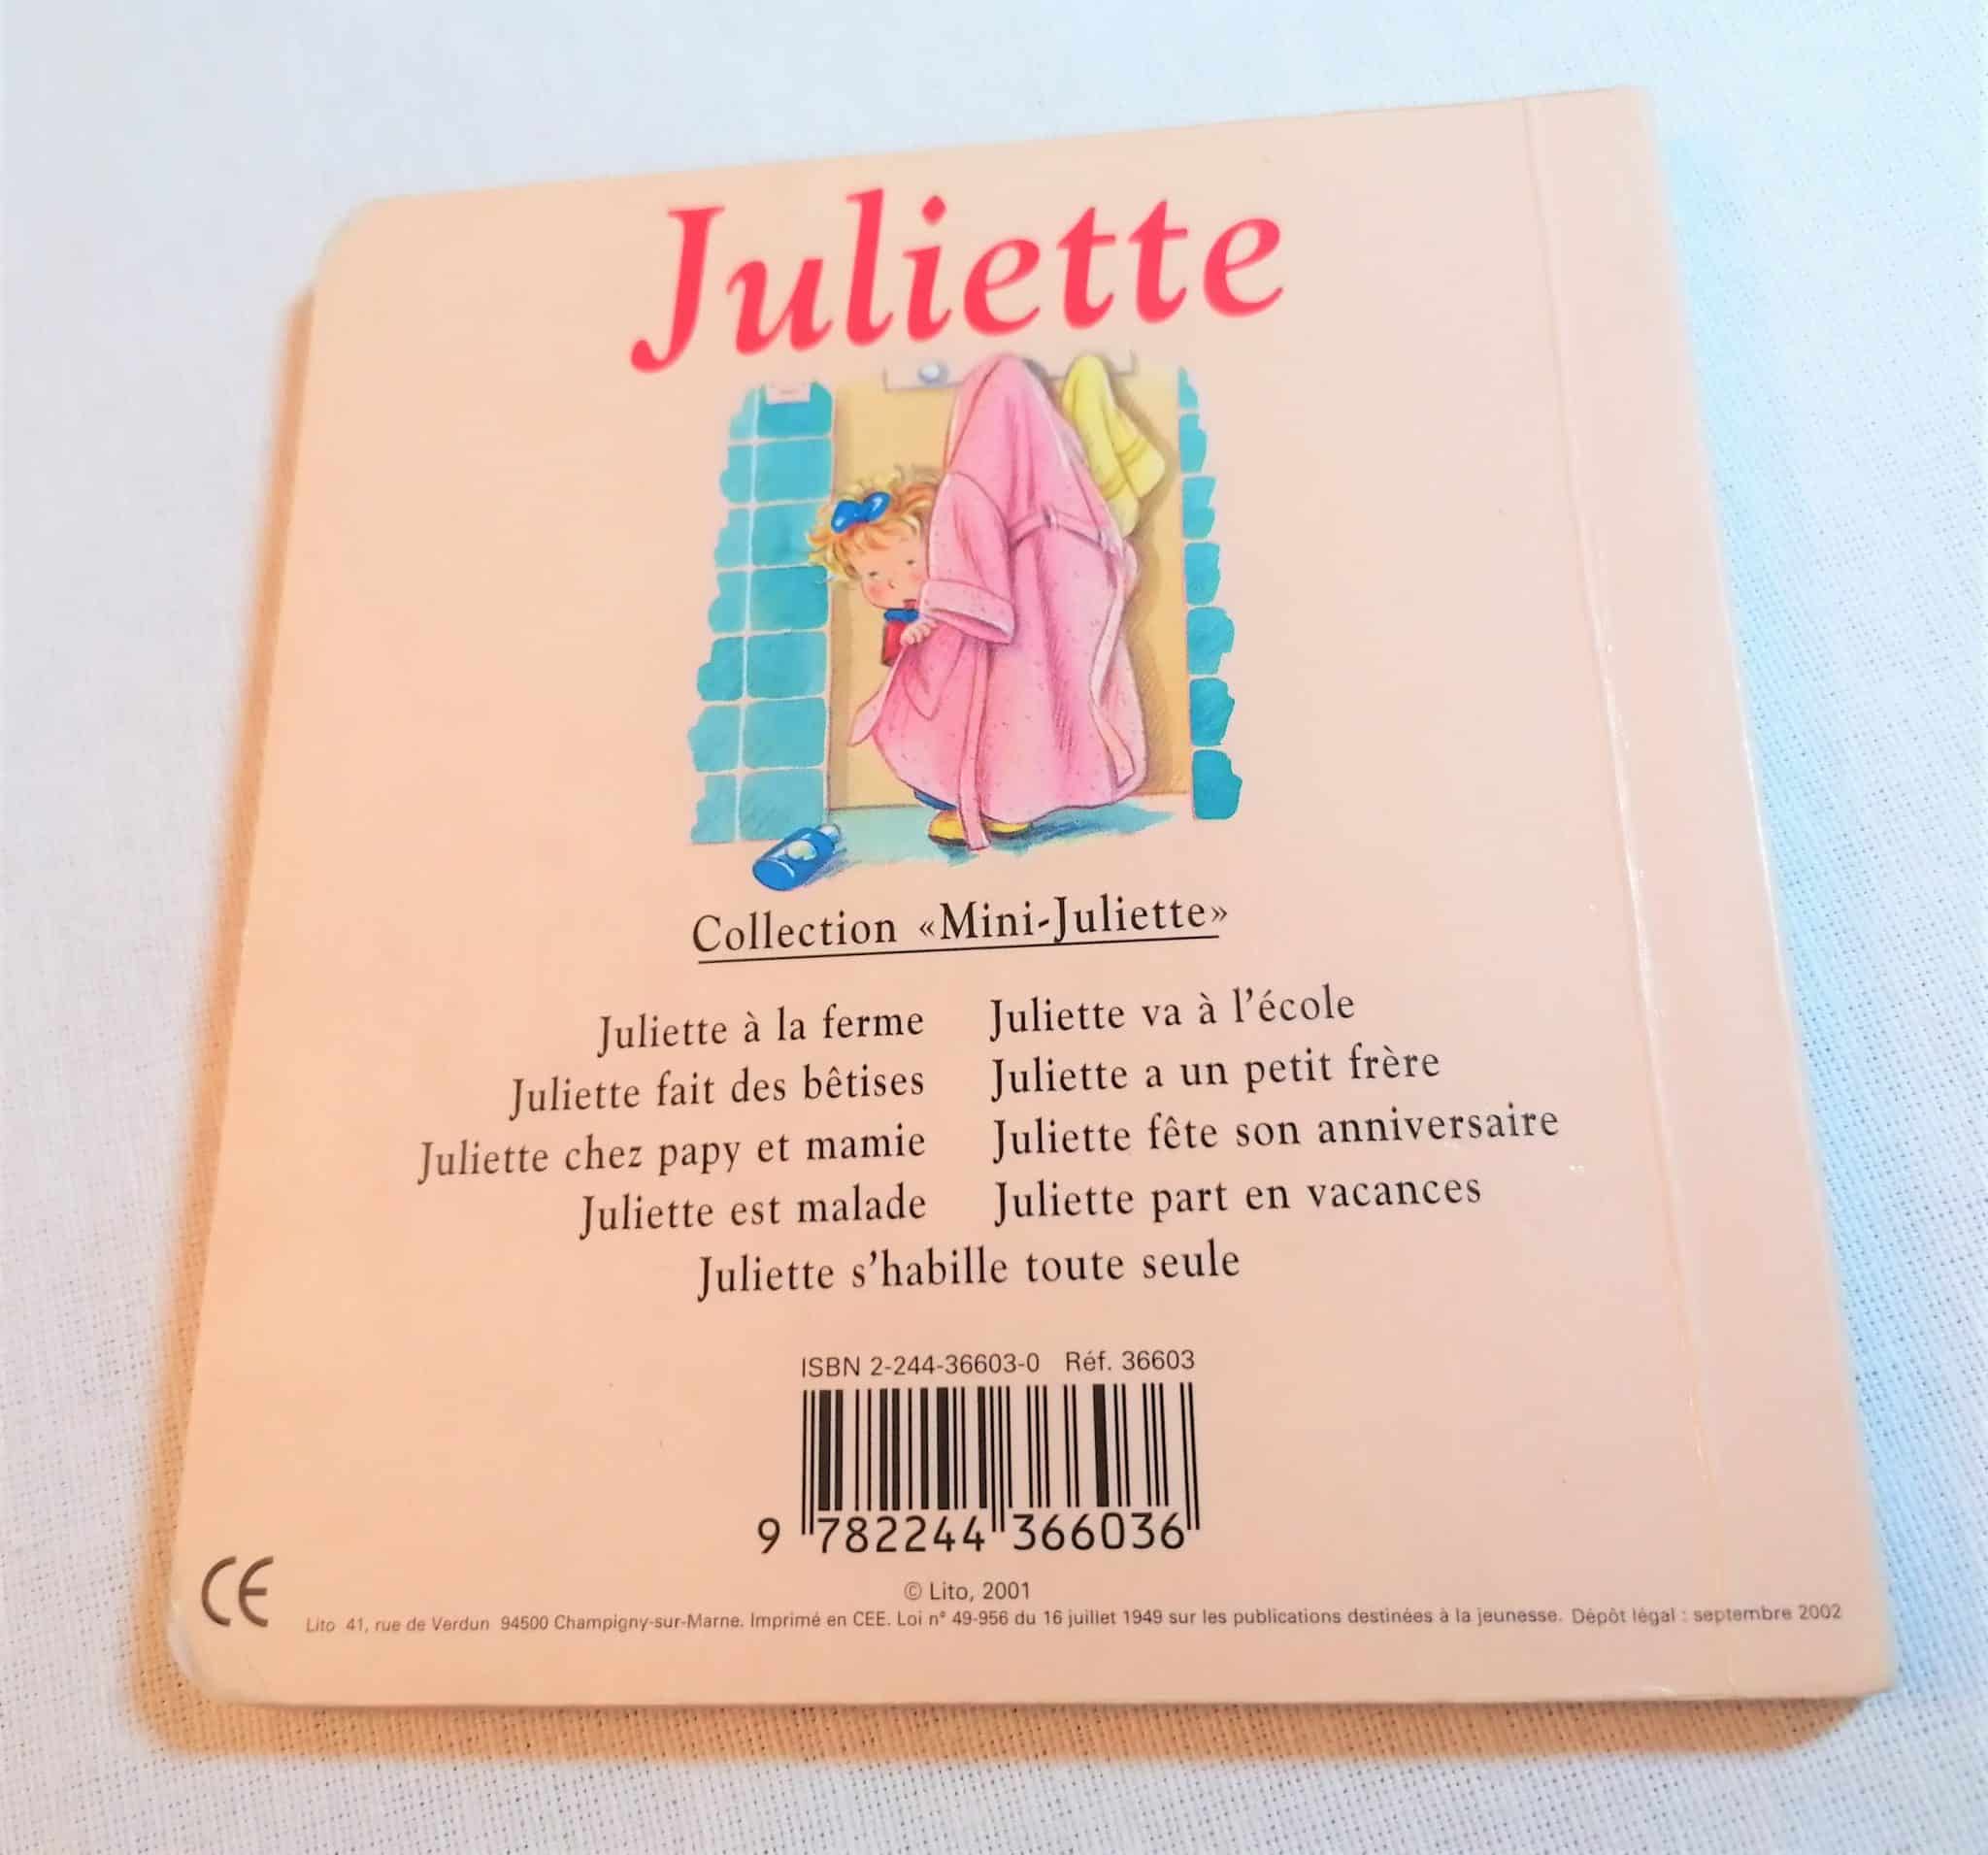 Juliette
Collection «Mini-Juliette»
Juliette à la ferme
Juliette fait des bêtises
Juliette chez papy et mamie
Juliette est malade
Juliette va à l'école
Juliette a un petit frère
Juliette fête son anniversaire
Juliette part en vacances
Juliette s'habille toute seule
ISBN 2-244-36603-0 Réf. 36603
9 782244 366036
CE
© Lito, 2001
Lito 41, rue de Verdun 94500 Champigny-sur-Marne. Imprimé en CEE. Loi n° 49-956 du 16 juillet 1949 sur les publications destinées à la jeunesse. Dépôt légal : septembre 2002